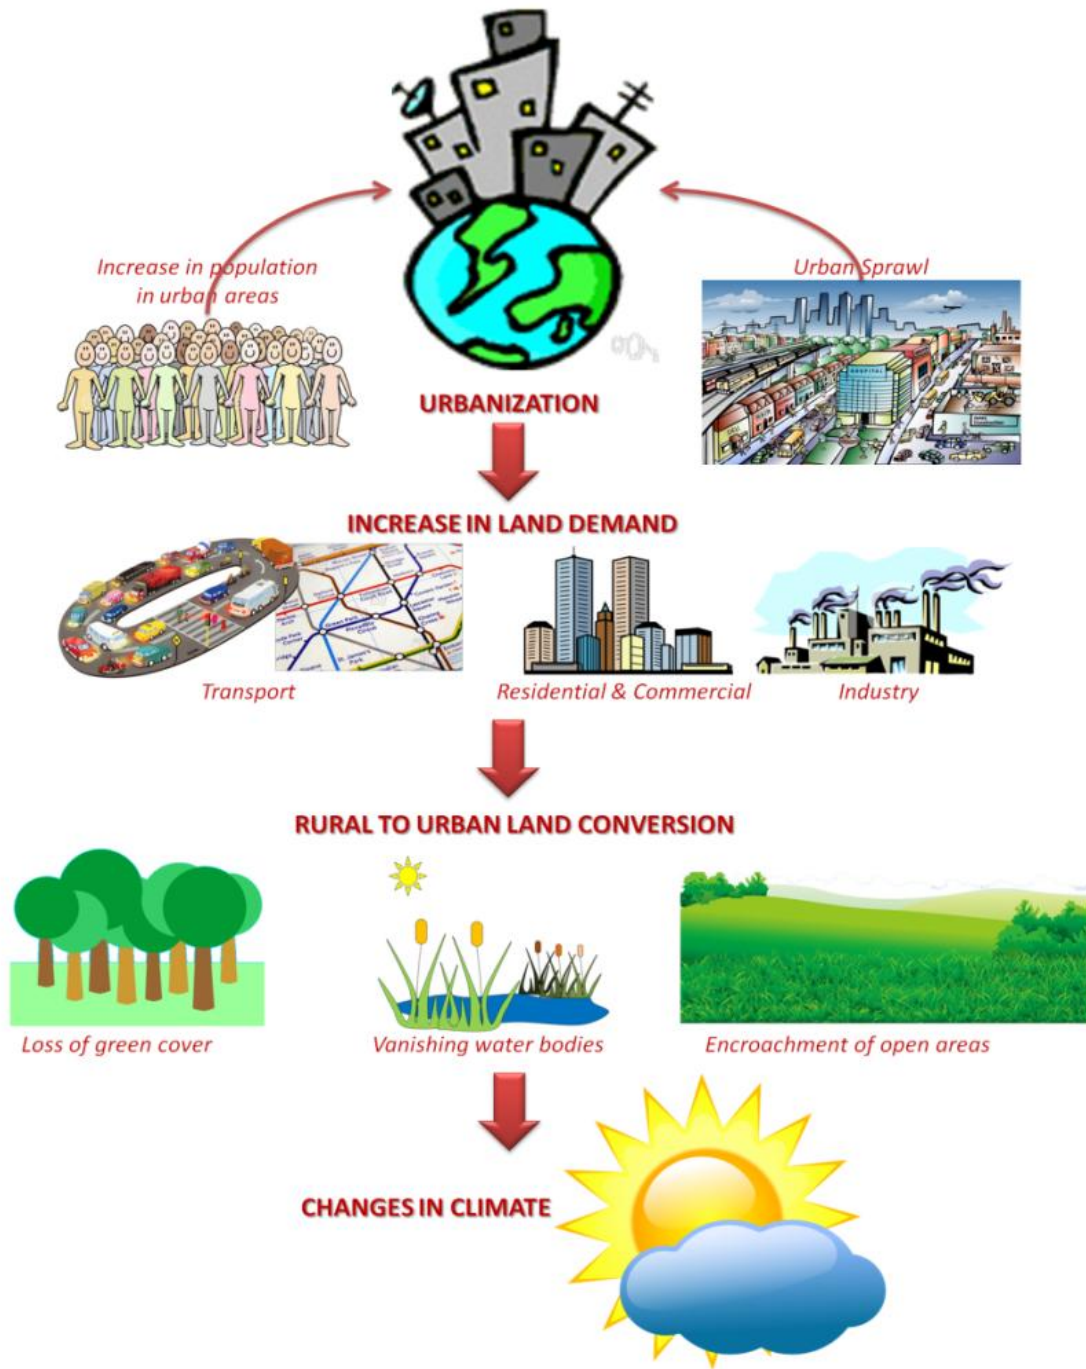 Increase in population
in urban areas
Urban Sprawl
HOSPITAL
URBANIZATION
INCREASE IN LAND DEMAND
Transport
Residential & Commercial
Industry
RURAL TO URBAN LAND CONVERSION
Loss of green cover
Vanishing water bodies
Encroachment of open areas
CHANGES IN CLIMATE